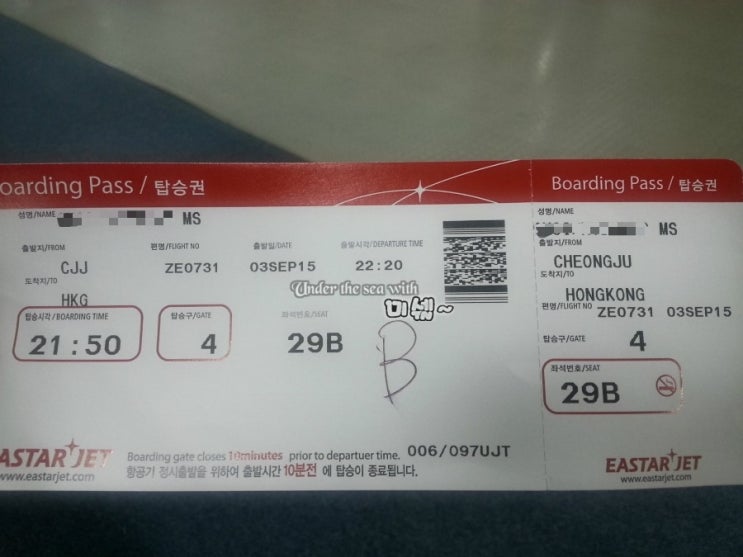 oarding Pass / 탑승권
성명/NAME
MS
출발지/FROM 편명/FLIGHT NO 출발일/DATE 출발시각/DEPARTURE TIME
CJJ ZE0731 03SEP15 22:20
도착지/TO
HKG
Under the sea with
미쉘~
탑승시각/BOARDING TIME 탑승구/GATE 좌석번호/SEAT
21:50 4 29B
B
EASTAR JET
www.eastarjet.com
Boarding gate closes 10minutes prior to departuer time. 006/097UJT
항공기 정시출발을 위하여 출발시간 10분전 에 탑승이 종료됩니다.
Boarding Pass / 탑승권
성명/NAME
MS
출발지/FROM
CHEONGJU
도착지/TO
HONGKONG
편명/FLIGHT NO ZE0731 03SEP15
탑승구/GATE 4
좌석번호/SEAT
29B
EASTAR JET
www.eastarjet.com